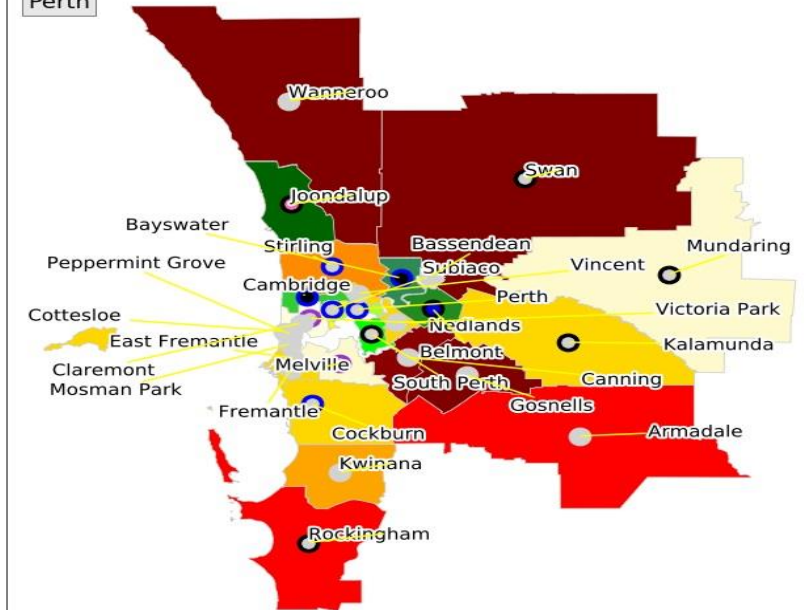 Perth
Wanneroo
Swan
Joondalup
Bayswater
Stirling
Bassendean
Mundaring
Peppermint Grove
Subiaco
Vincent
Cambridge
Perth
Cottesloe
Victoria Park
Nedlands
East Fremantle
Kalamunda
Belmont
Claremont
Melville
Canning
Mosman Park
South Perth
Gosnells
Fremantle
Cockburn
Armadale
Kwinana
Rockingham